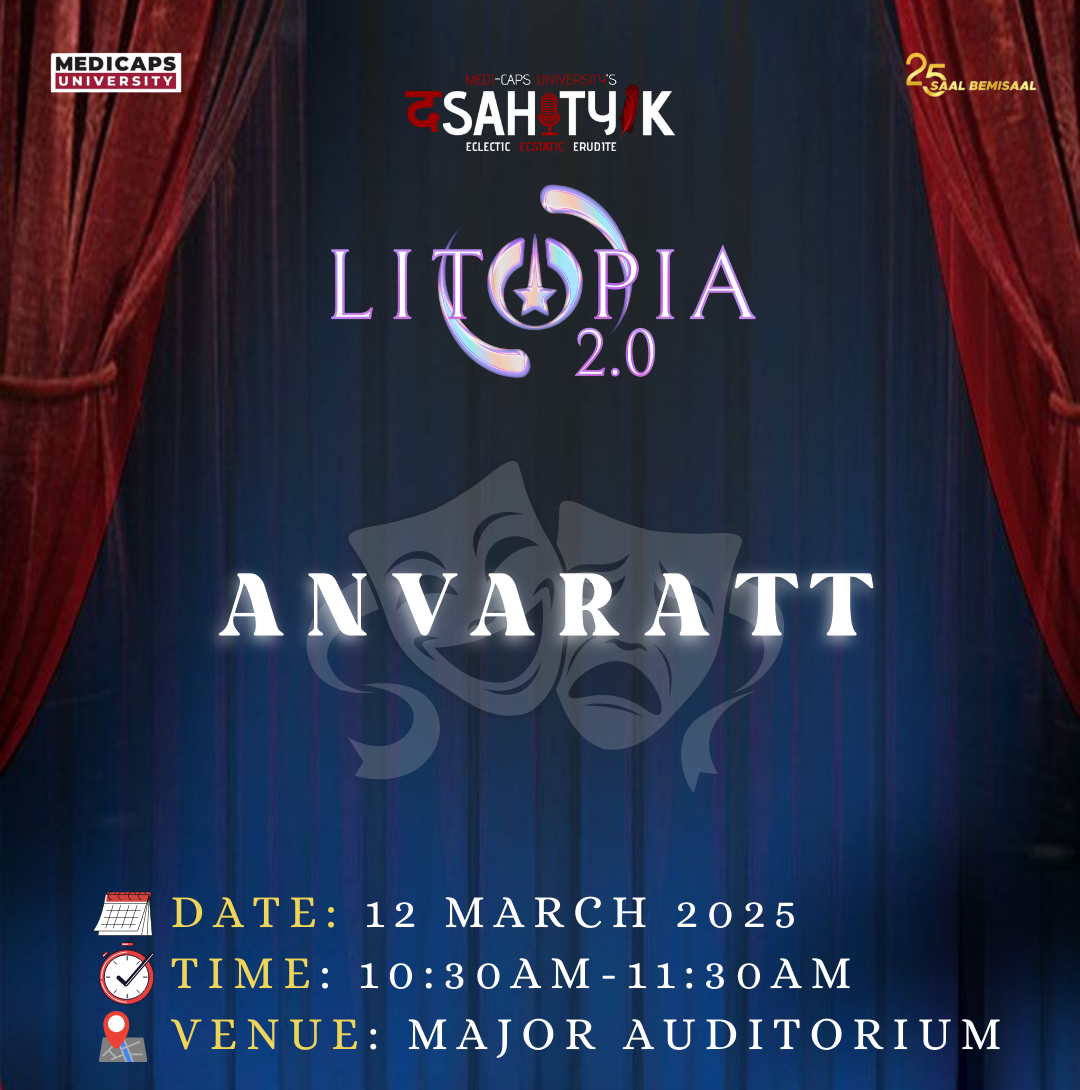 MEDICAPS
UNIVERSITY
25
SAAL BEMISAAL
MEDI-CAPS UNIVERSITY'S
दSAHITYIK
ECLECTIC ECSTATIC ERUDITE
LITOPIA
2.0
ANVARATT
DATE: 12 MARCH 2025
TIME: 10:30AM-11:30AM
VENUE: MAJOR AUDITORIUM